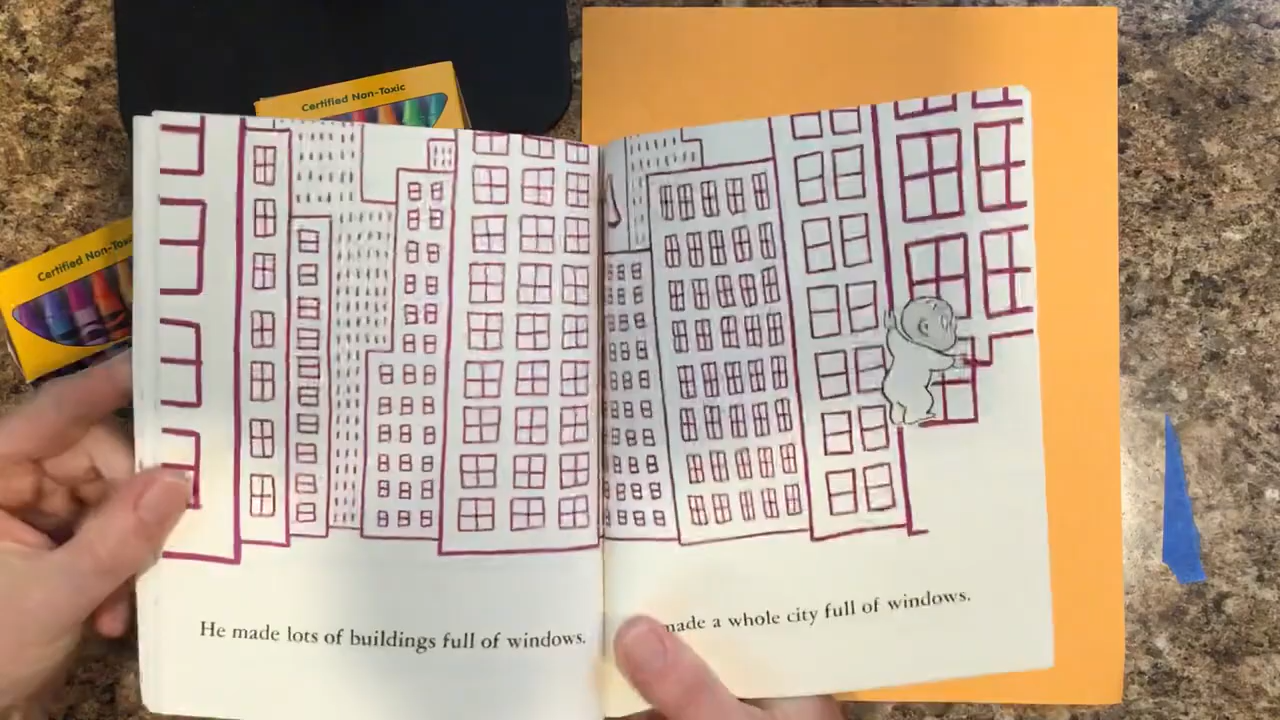 Certified Non-Toxic
Certified Non-Toxic
He made lots of buildings full of windows.
made a whole city full of windows.